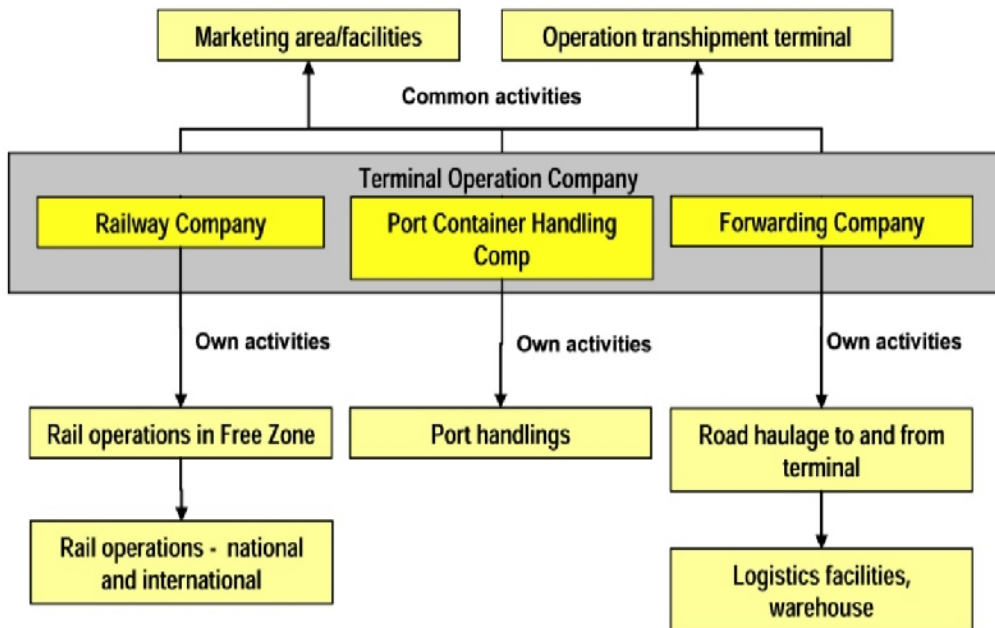 Marketing area/facilities
Operation transhipment terminal
Common activities
Terminal Operation Company
Railway Company
Port Container Handling
Comp
Forwarding Company
Own activities
Own activities
Own activities
Rail operations in Free Zone
Port handlings
Road haulage to and from
terminal
Rail operations - national
and international
Logistics facilities,
warehouse